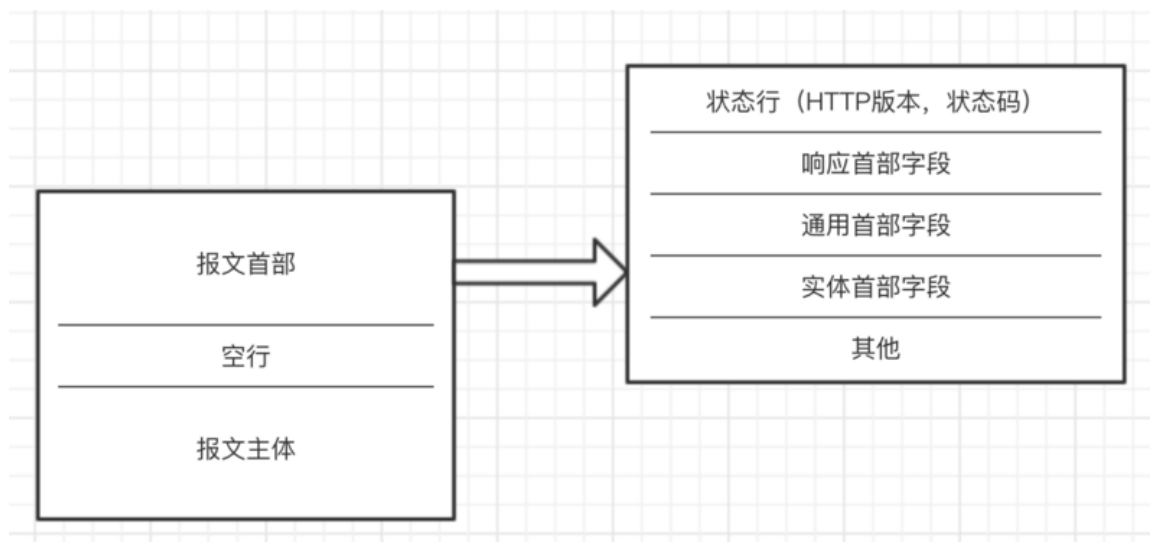 报文首部
空行
报文主体
状态行（HTTP版本，状态码）
响应首部字段
通用首部字段
实体首部字段
其他